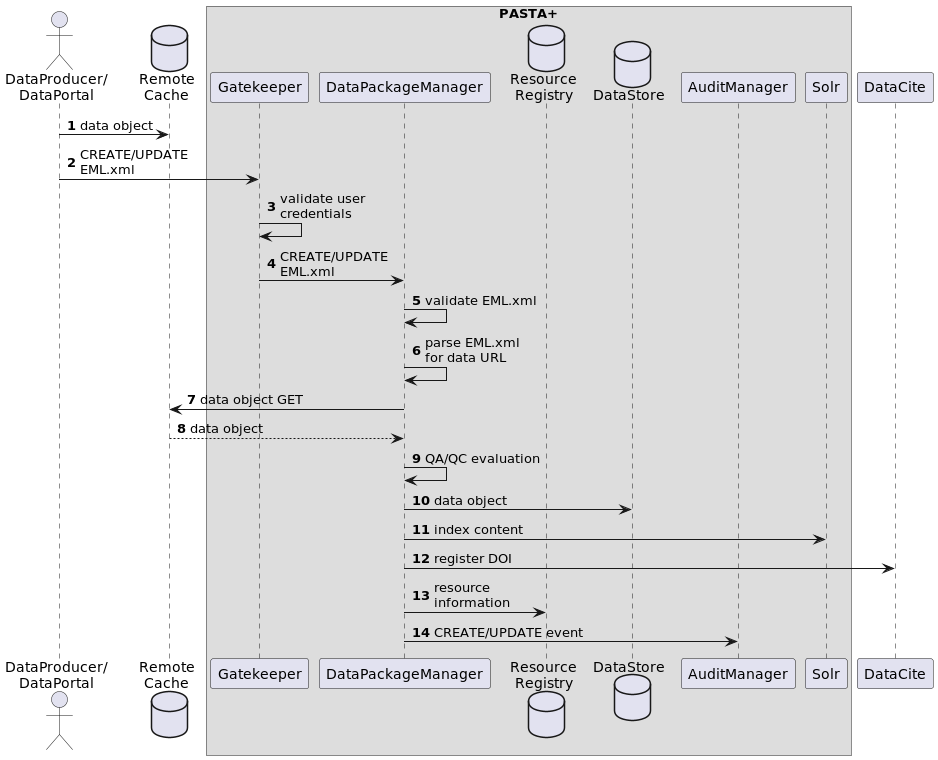 PASTA+
DataProducer/
DataPortal
Remote
Cache
Gatekeeper
DataPackageManager
Resource
Registry
DataStore
AuditManager
Solr
DataCite
1 data object
2 CREATE/UPDATE
EML.xml
3 validate user
credentials
4 CREATE/UPDATE
EML.xml
5 validate EML.xml
6 parse EML.xml
for data URL
7 data object GET
8 data object
9 QA/QC evaluation
10 data object
11 index content
12 register DOI
13 resource
information
14 CREATE/UPDATE event
DataProducer/
DataPortal
Remote
Cache
Gatekeeper
DataPackageManager
Resource
Registry
DataStore
AuditManager
Solr
DataCite